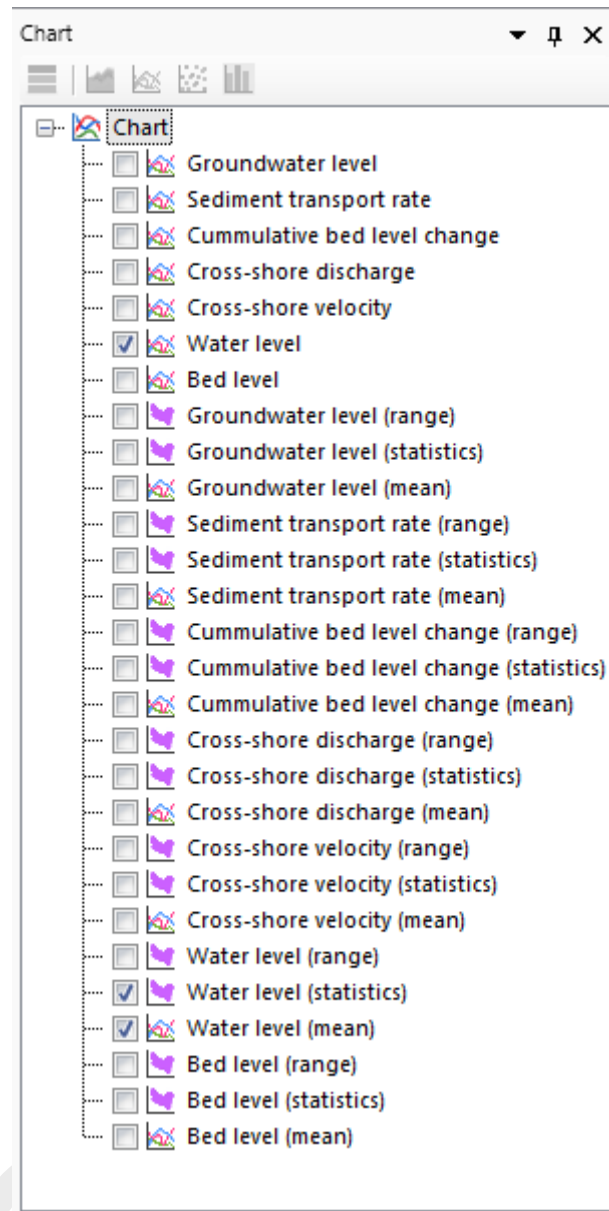 Chart
Chart
Groundwater level
Sediment transport rate
Cummulative bed level change
Cross-shore discharge
Cross-shore velocity
Water level
Bed level
Groundwater level (range)
Groundwater level (statistics)
Groundwater level (mean)
Sediment transport rate (range)
Sediment transport rate (statistics)
Sediment transport rate (mean)
Cummulative bed level change (range)
Cummulative bed level change (statistics)
Cummulative bed level change (mean)
Cross-shore discharge (range)
Cross-shore discharge (statistics)
Cross-shore discharge (mean)
Cross-shore velocity (range)
Cross-shore velocity (statistics)
Cross-shore velocity (mean)
Water level (range)
Water level (statistics)
Water level (mean)
Bed level (range)
Bed level (statistics)
Bed level (mean)